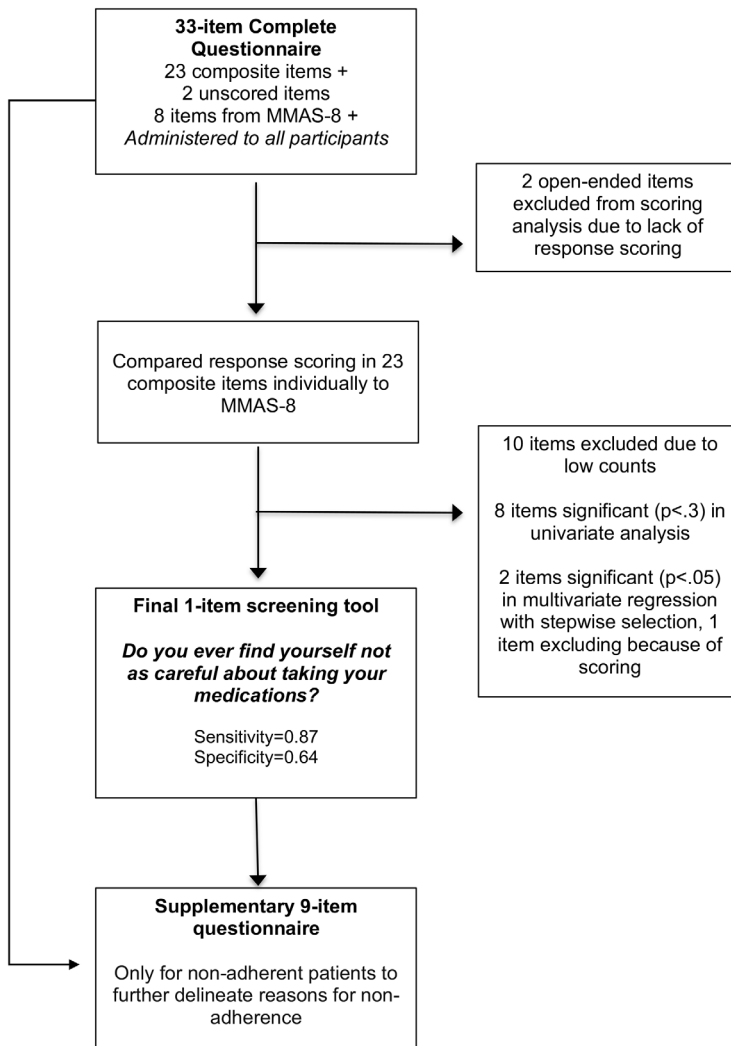 33-item Complete
Questionnaire
23 composite items +
2 unscored items
8 items from MMAS-8 +
Administered to all participants
2 open-ended items
excluded from scoring
analysis due to lack of
response scoring
Compared response scoring in 23
composite items individually to
MMAS-8
10 items excluded due to
low counts
8 items significant (p<.3) in
univariate analysis
2 items significant (p<.05)
in multivariate regression
with stepwise selection, 1
item excluding because of
scoring
Final 1-item screening tool
Do you ever find yourself not
as careful about taking your
medications?
Sensitivity=0.87
Specificity=0.64
Supplementary 9-item
questionnaire
Only for non-adherent patients to
further delineate reasons for non-
adherence